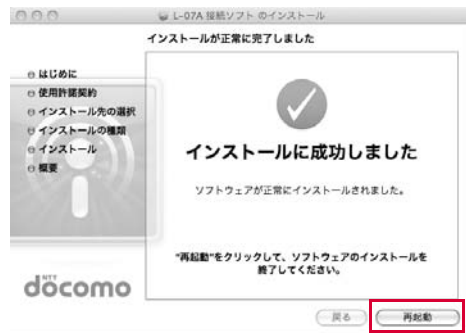 L-07A 接続ソフト のインストール
インストールが正常に完了しました
はじめに
使用許諾契約
インストール先の選択
インストールの種類
インストール
概要
インストールに成功しました
ソフトウェアが正常にインストールされました。
"再起動"をクリックして、ソフトウェアのインストールを
終了してください。
NTT
döcomo
戻る
再起動